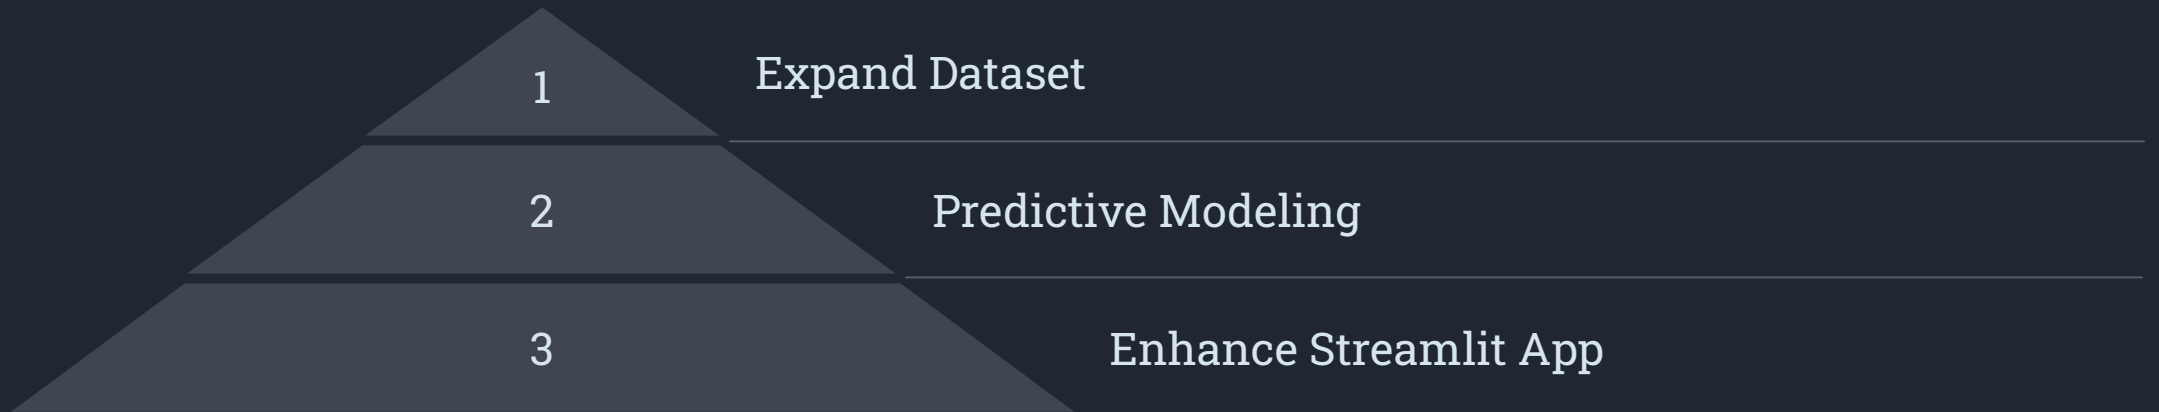 1
Expand Dataset
2
Predictive Modeling
3
Enhance Streamlit App